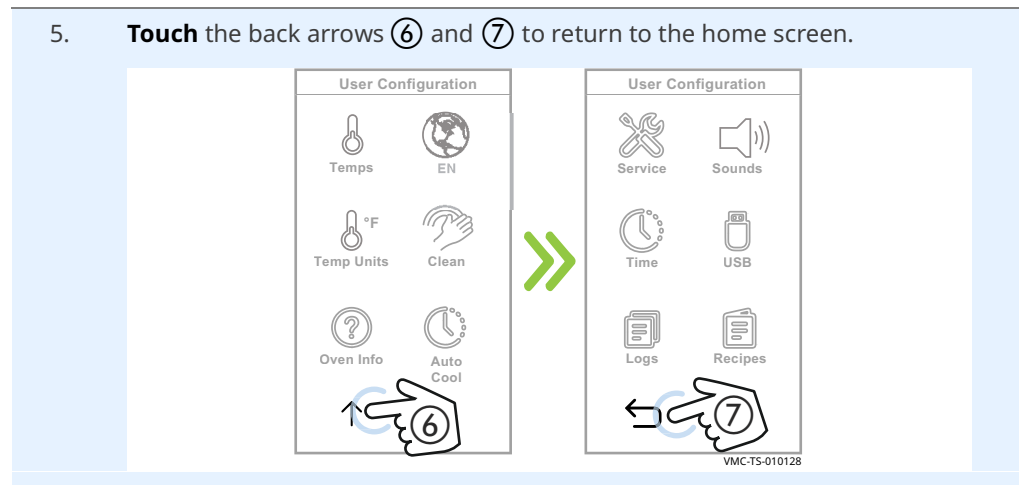 5. Touch the back arrows ⑥ and ⑦ to return to the home screen.
User Configuration
Temps
EN
°F
Temp Units
Clean
?
Oven Info
Auto
Cool
⑥
User Configuration
Service
Sounds
Time
USB
Logs
Recipes
⑦
VMC-TS-010128